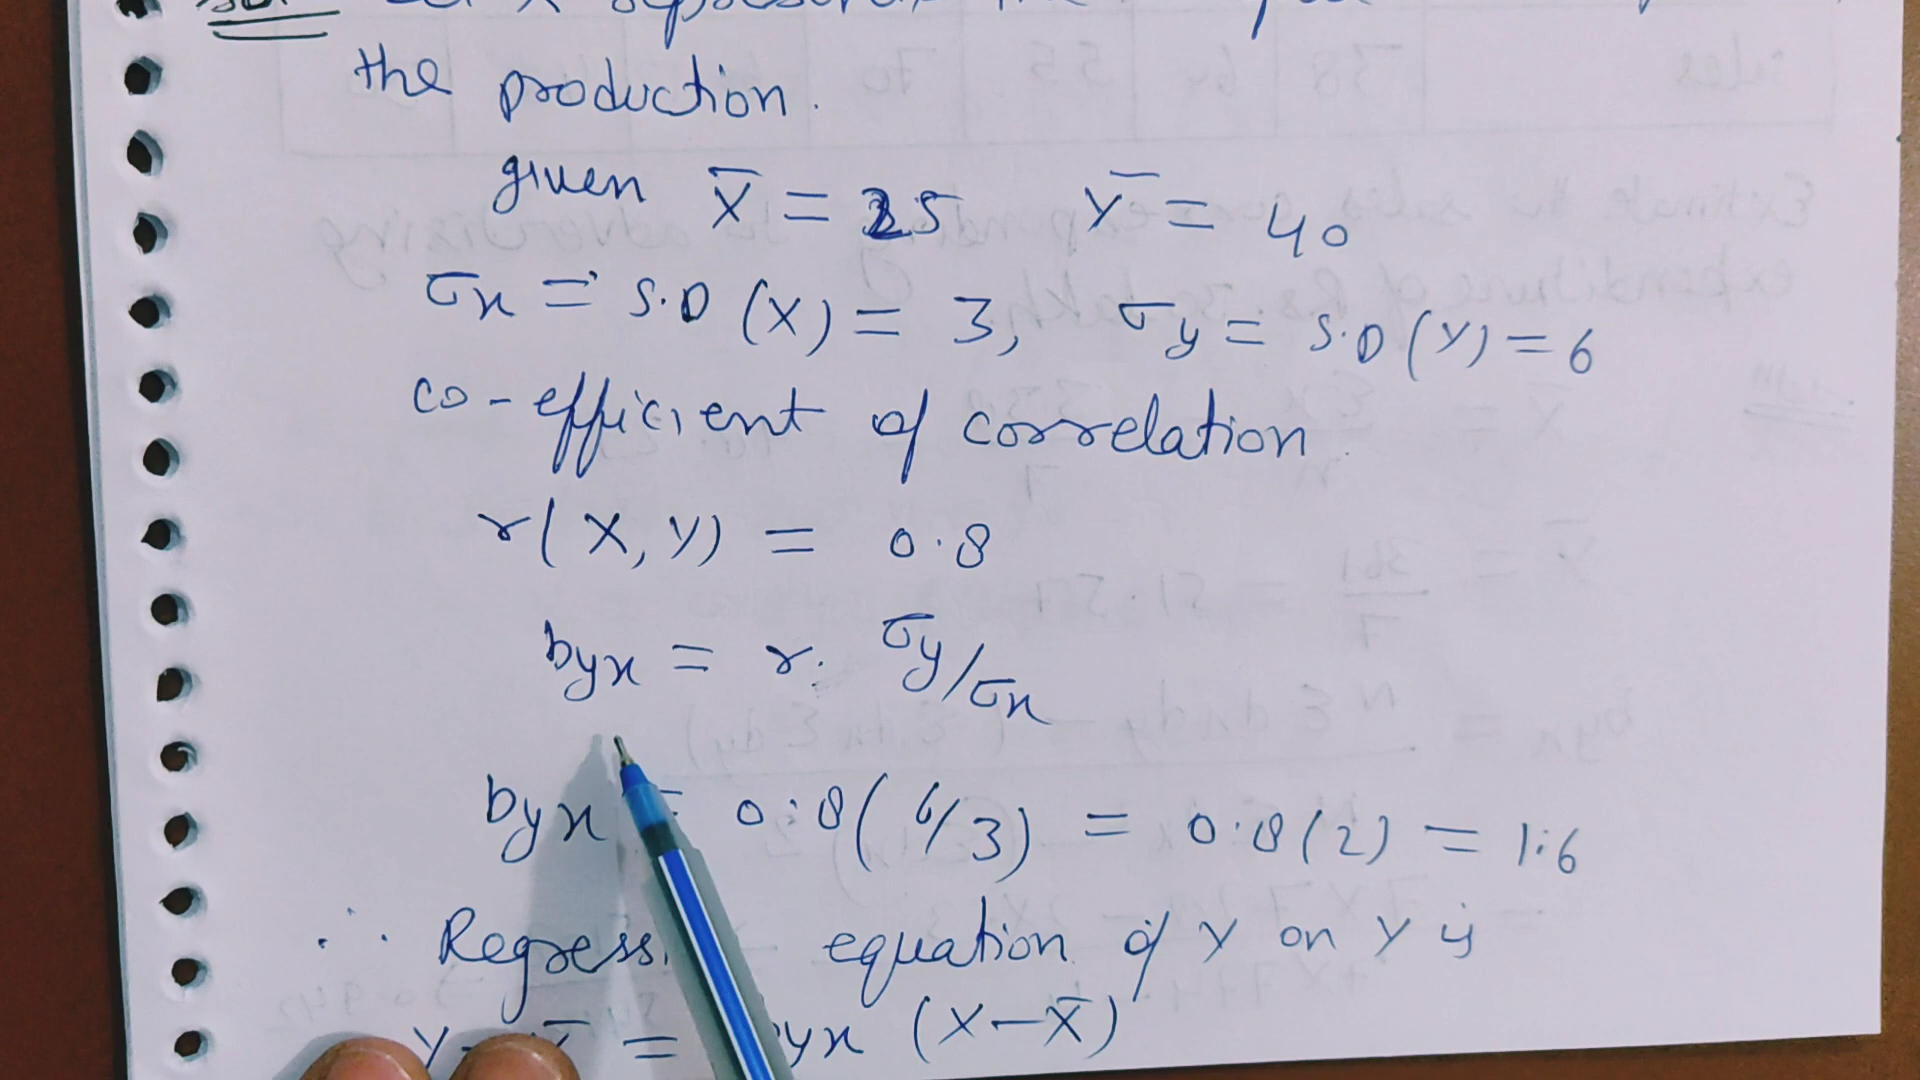 the production.
given X̄ = 25 Ȳ = 40
σx = S.D (X) = 3, σy = S.D (Y) = 6
co-efficient of correlation
r(X, Y) = 0.8
byx = r. σy/σx
byx = 0.8(6/3) = 0.8(2) = 1.6
∴ Regress equation of Y on Y is
Y - Ȳ = byx (X-X̄)